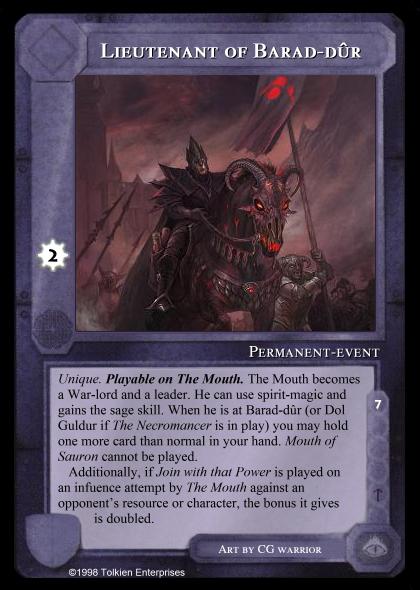 LIEUTENANT OF BARAD-DÛR
2
PERMANENT-EVENT
Unique. Playable on The Mouth. The Mouth becomes
a War-lord and a leader. He can use spirit-magic and
gains the sage skill. When he is at Barad-dûr (or Dol
Guldur if The Necromancer is in play) you may hold
one more card than normal in your hand. Mouth of
Sauron cannot be played.
Additionally, if Join with that Power is played on
an infuence attempt by The Mouth against an
opponent's resource or character, the bonus it gives
is doubled.
7
ART BY CG WARRIOR
©1998 Tolkien Enterprises